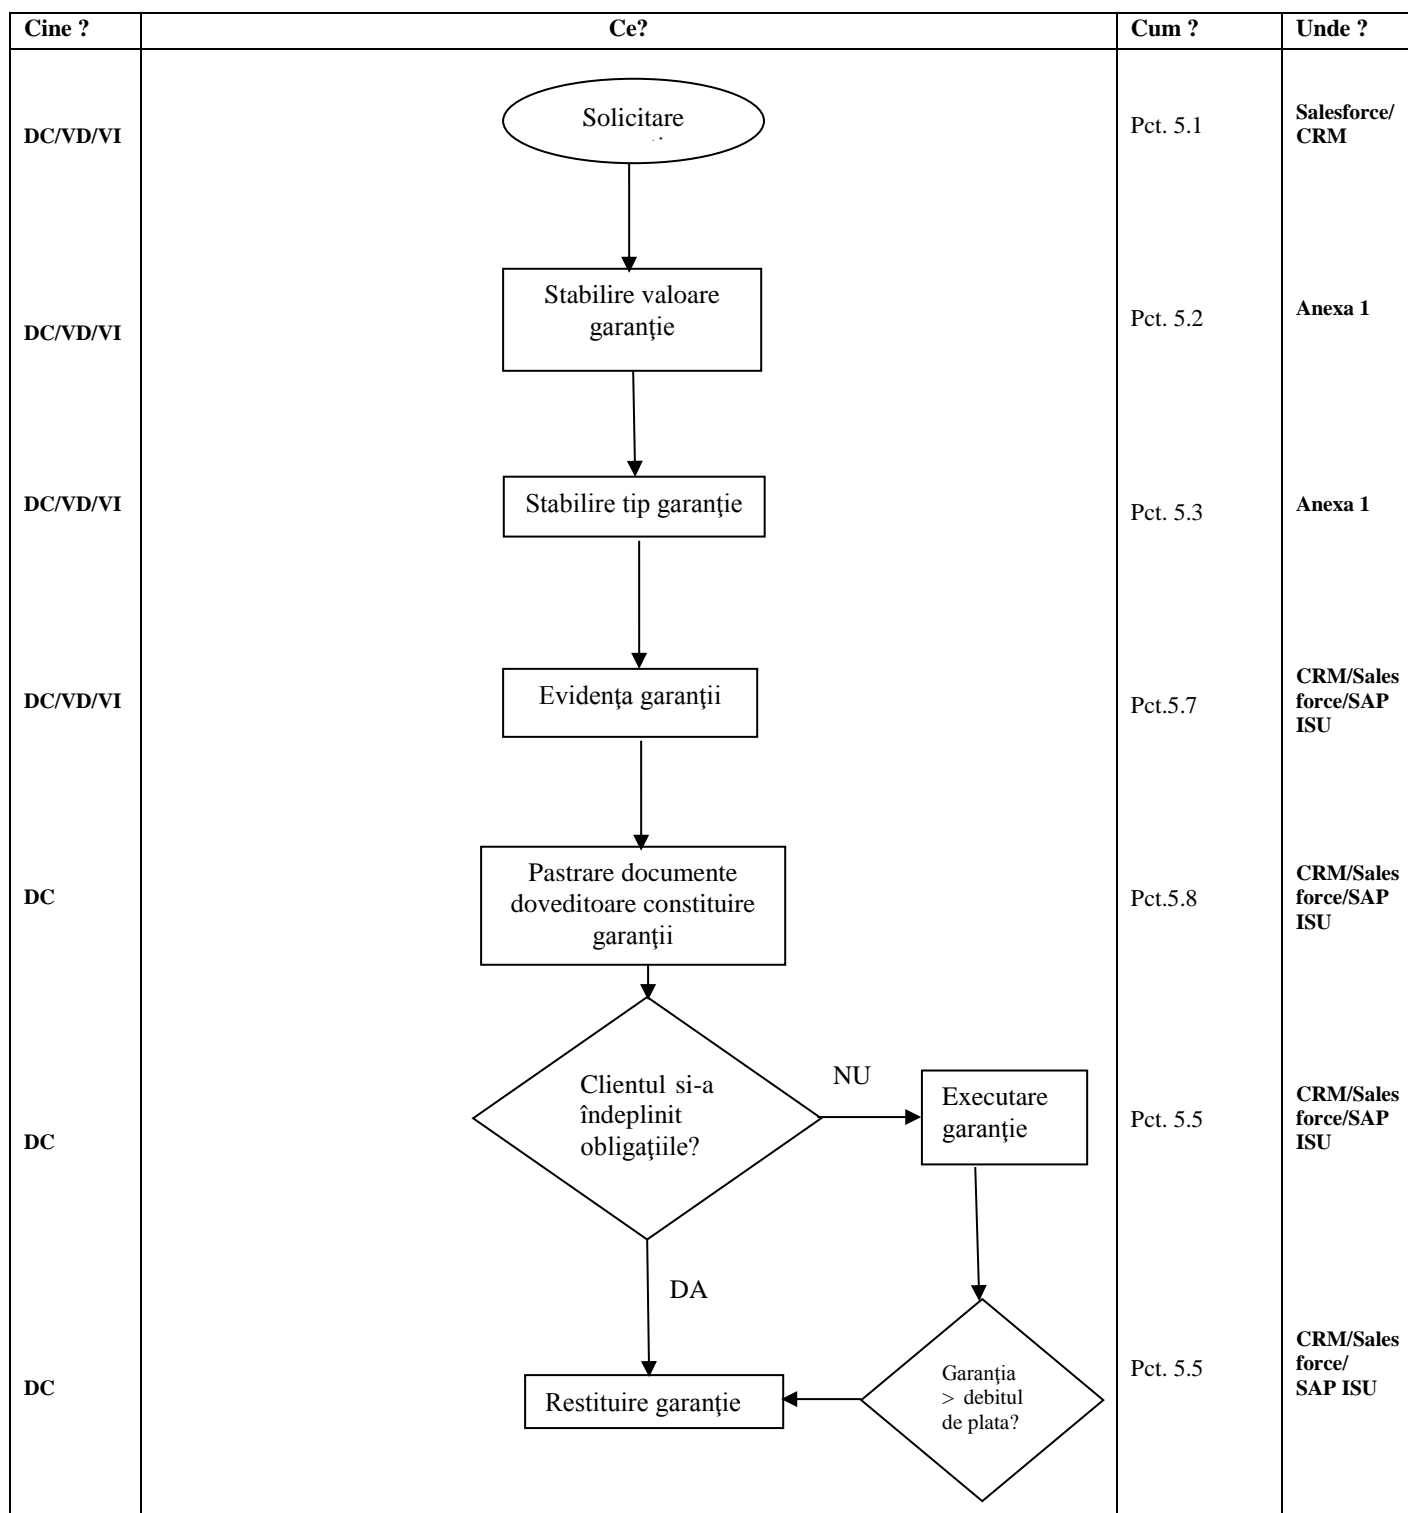 Cine ?
Ce?
Cum ?
Unde ?
DC/VD/VI
Solicitare
Pct. 5.1
Salesforce/
CRM
DC/VD/VI
Stabilire valoare
garanţie
Pct. 5.2
Anexa 1
DC/VD/VI
Stabilire tip garanţie
Pct. 5.3
Anexa 1
DC/VD/VI
Evidenţa garanţii
Pct.5.7
CRM/Sales
force/SAP
ISU
DC
Pastrare documente
doveditoare constituire
garanţii
Pct.5.8
CRM/Sales
force/SAP
ISU
DC
Clientul si-a
îndeplinit
obligaţiile?
NU
Executare
garanţie
Pct. 5.5
CRM/Sales
force/SAP
ISU
DA
DC
Restituire garanţie
Garanţia
> debitul
de plata?
Pct. 5.5
CRM/Sales
force/
SAP ISU